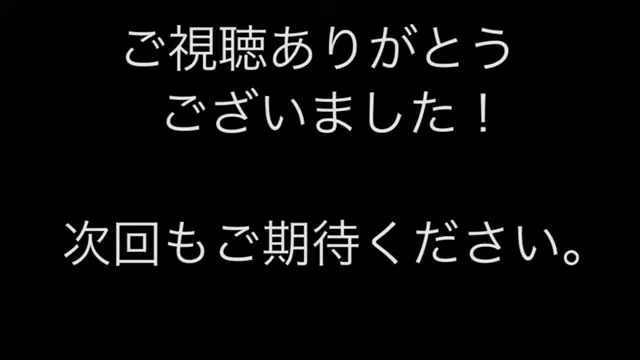 ご視聴ありがとう
ございました！
次回もご期待ください。